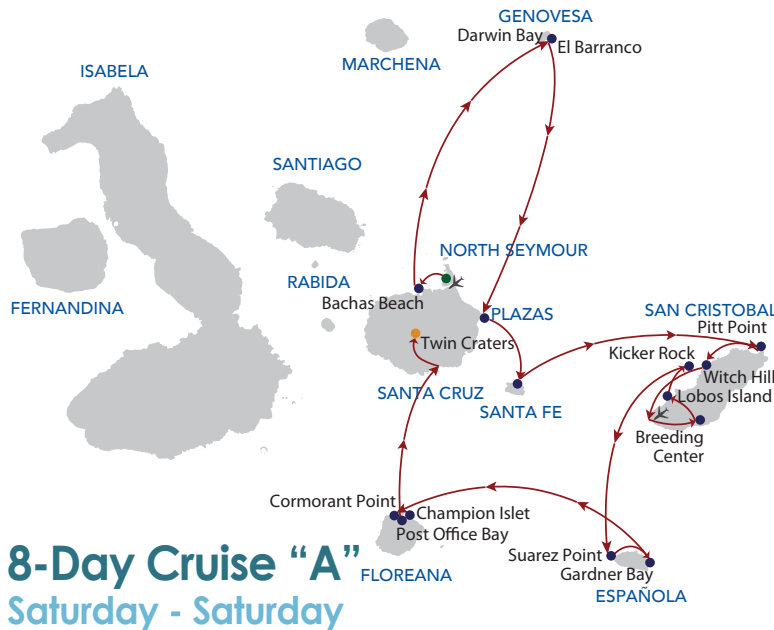 GENOVESA
Darwin Bay
El Barranco
MARCHENA
ISABELA
SANTIAGO
NORTH SEYMOUR
RABIDA
Bachas Beach
FERNANDINA
PLAZAS
SAN CRISTOBAL
Pitt Point
Twin Craters
Kicker Rock
Witch Hill
SANTA CRUZ
Lobos Island
SANTA FE
Breeding
Center
Cormorant Point
Champion Islet
Post Office Bay
Suarez Point
Gardner Bay
FLOREANA
ESPAÑOLA
8-Day Cruise “A”
Saturday - Saturday